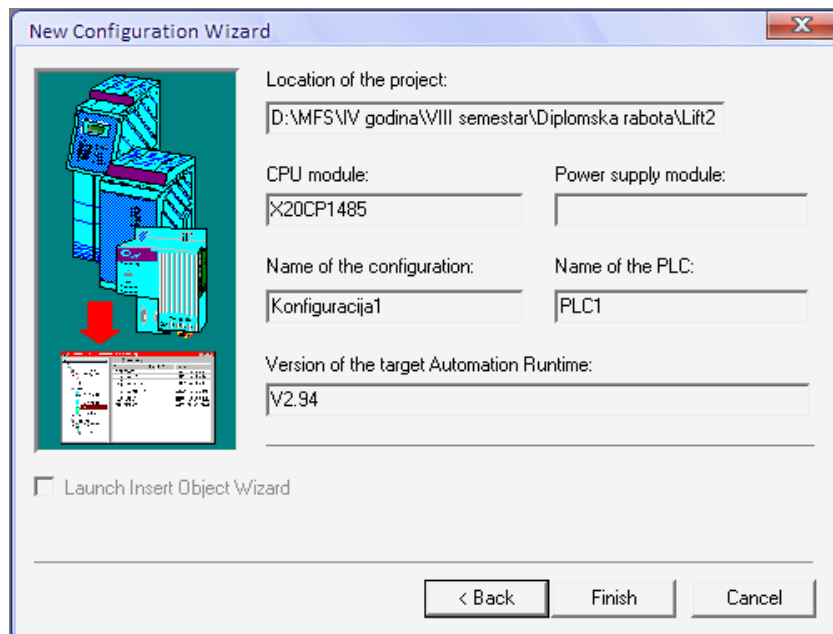 New Configuration Wizard
Location of the project:
D:\MFS\IV godina\VIII semestar\Diplomska rabota\Lift2
CPU module: Power supply module:
X20CP1485
Name of the configuration: Name of the PLC:
Konfiguracija1 PLC1
Version of the target Automation Runtime:
V2.94
Launch Insert Object Wizard
< Back Finish Cancel